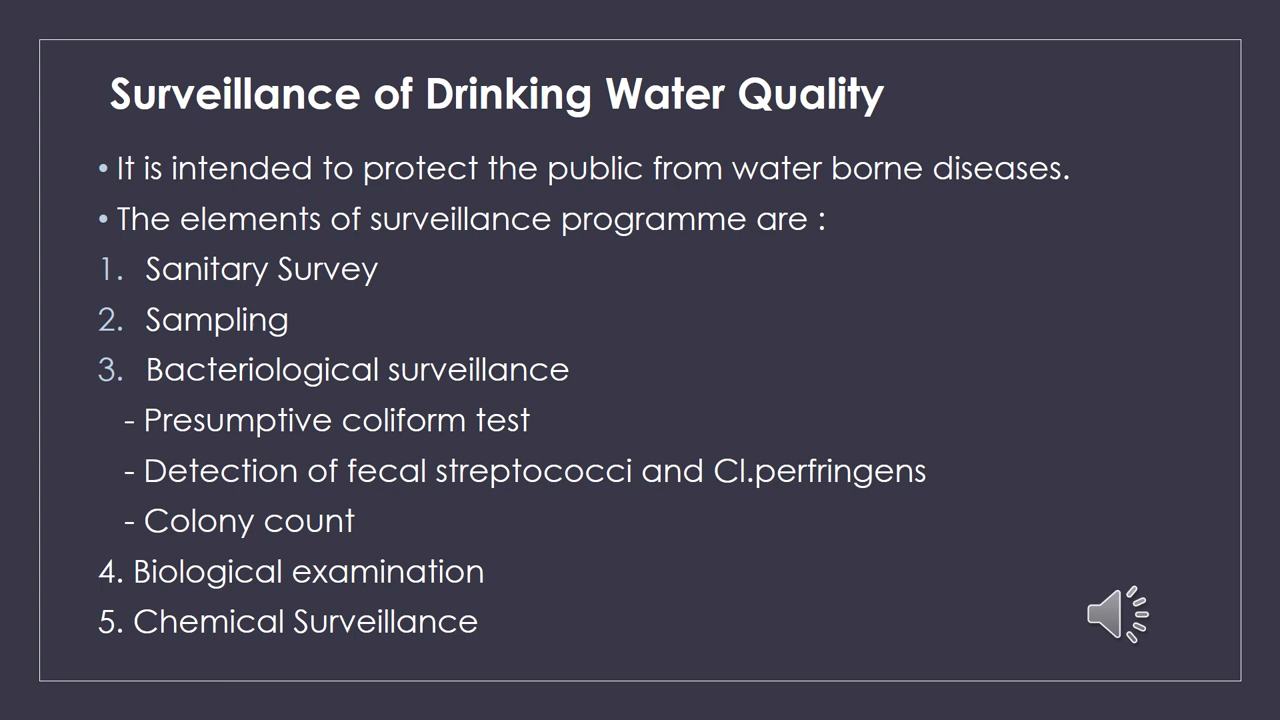 Surveillance of Drinking Water Quality
• It is intended to protect the public from water borne diseases.
• The elements of surveillance programme are :
1. Sanitary Survey
2. Sampling
3. Bacteriological surveillance
- Presumptive coliform test
- Detection of fecal streptococci and Cl.perfringens
- Colony count
4. Biological examination
5. Chemical Surveillance